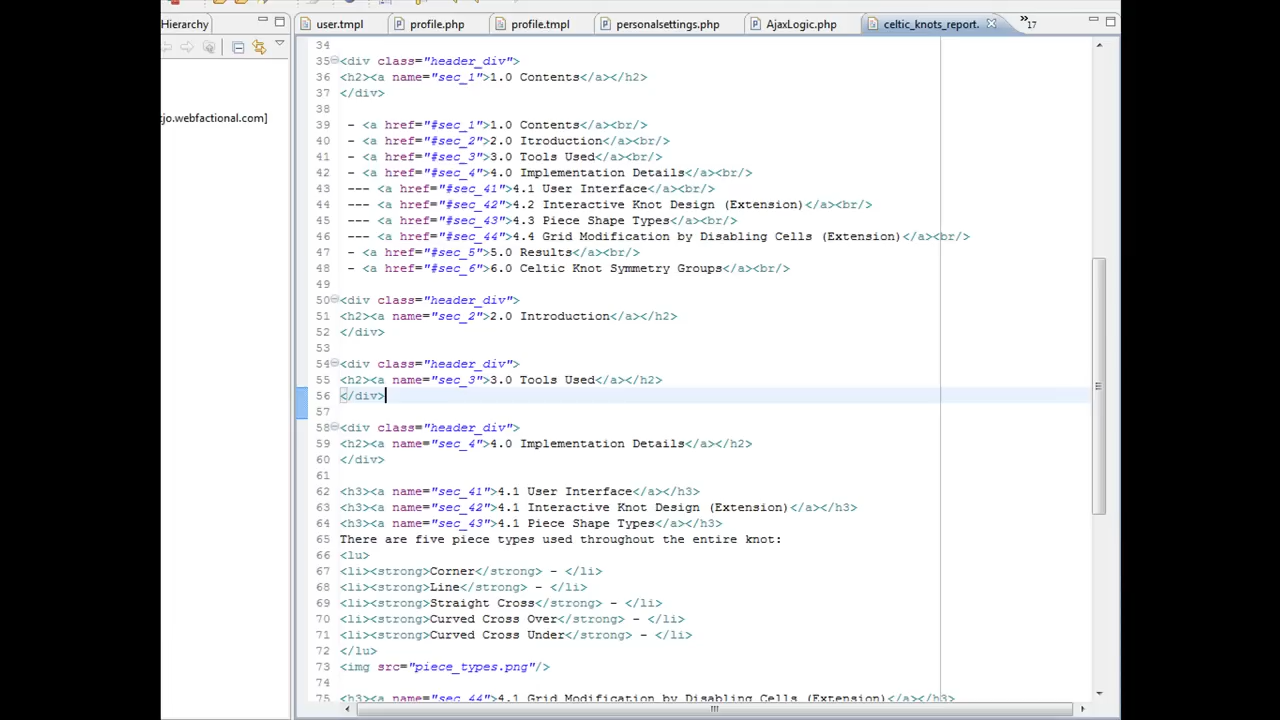 Hierarchy
user.tmpl
profile.php
profile.tmpl
personalsettings.php
AjaxLogic.php
celtic_knots_report.
17
jo.webfactional.com]
34
35 <div class="header_div">
36 <h2><a name="sec_1">1.0 Contents</a></h2>
37 </div>
38
39 - <a href="#sec_1">1.0 Contents</a><br/>
40 - <a href="#sec_2">2.0 Itroduction</a><br/>
41 - <a href="#sec_3">3.0 Tools Used</a><br/>
42 - <a href="#sec_4">4.0 Implementation Details</a><br/>
43 --- <a href="#sec_41">4.1 User Interface</a><br/>
44 --- <a href="#sec_42">4.2 Interactive Knot Design (Extension)</a><br/>
45 --- <a href="#sec_43">4.3 Piece Shape Types</a><br/>
46 --- <a href="#sec_44">4.4 Grid Modification by Disabling Cells (Extension)</a><br/>
47 - <a href="#sec_5">5.0 Results</a><br/>
48 - <a href="#sec_6">6.0 Celtic Knot Symmetry Groups</a><br/>
49
50 <div class="header_div">
51 <h2><a name="sec_2">2.0 Introduction</a></h2>
52 </div>
53
54 <div class="header_div">
55 <h2><a name="sec_3">3.0 Tools Used</a></h2>
56 </div>
57
58 <div class="header_div">
59 <h2><a name="sec_4">4.0 Implementation Details</a></h2>
60 </div>
61
62 <h3><a name="sec_41">4.1 User Interface</a></h3>
63 <h3><a name="sec_42">4.1 Interactive Knot Design (Extension)</a></h3>
64 <h3><a name="sec_43">4.1 Piece Shape Types</a></h3>
65 There are five piece types used throughout the entire knot:
66 <lu>
67 <li><strong>Corner</strong> - </li>
68 <li><strong>Line</strong> - </li>
69 <li><strong>Straight Cross</strong> - </li>
70 <li><strong>Curved Cross Over</strong> - </li>
71 <li><strong>Curved Cross Under</strong> - </li>
72 </lu>
73 <img src="piece_types.png"/>
74
75 <h3><a name="sec_44">4.1 Grid Modification by Disabling Cells (Extension)</a></h3>